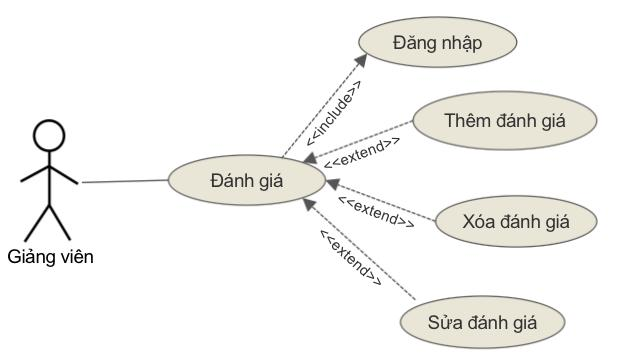 Đăng nhập
<<include>>
Thêm đánh giá
<<extend>>
Đánh giá
<<extend>>
Xóa đánh giá
Giảng viên
<<extend>>
Sửa đánh giá